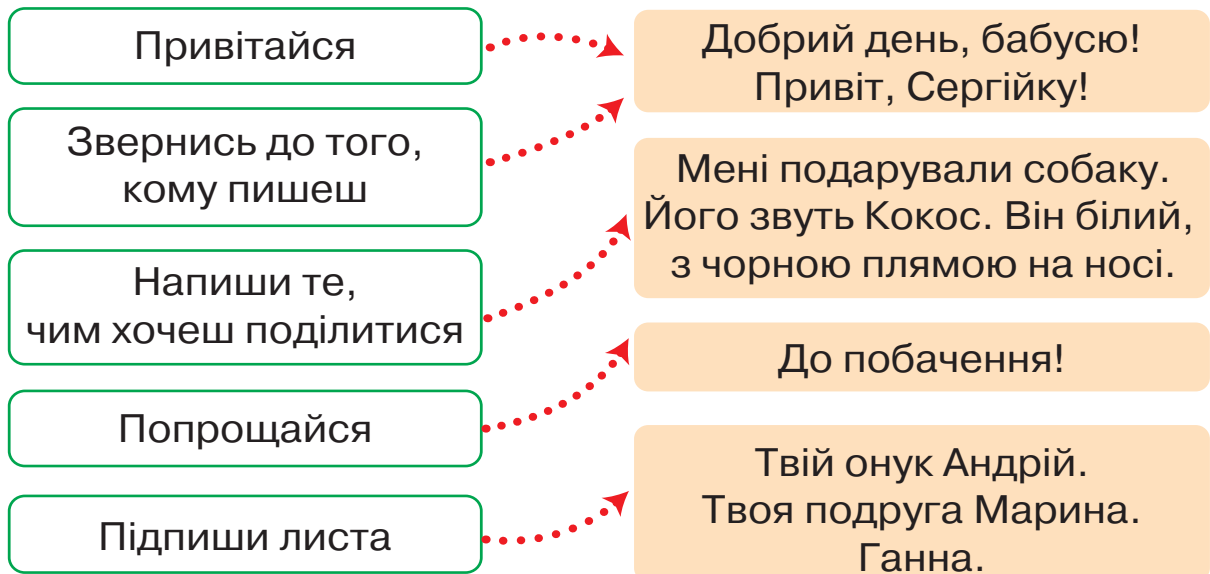 Привітайся
Добрий день, бабусю!
Привіт, Сергійку!
Звернись до того,
кому пишеш
Мені подарували собаку.
Його звуть Кокос. Він білий,
з чорною плямою на носі.
Напиши те,
чим хочеш поділитися
До побачення!
Попрощайся
Твій онук Андрій.
Твоя подруга Марина.
Ганна.
Підпиши листа